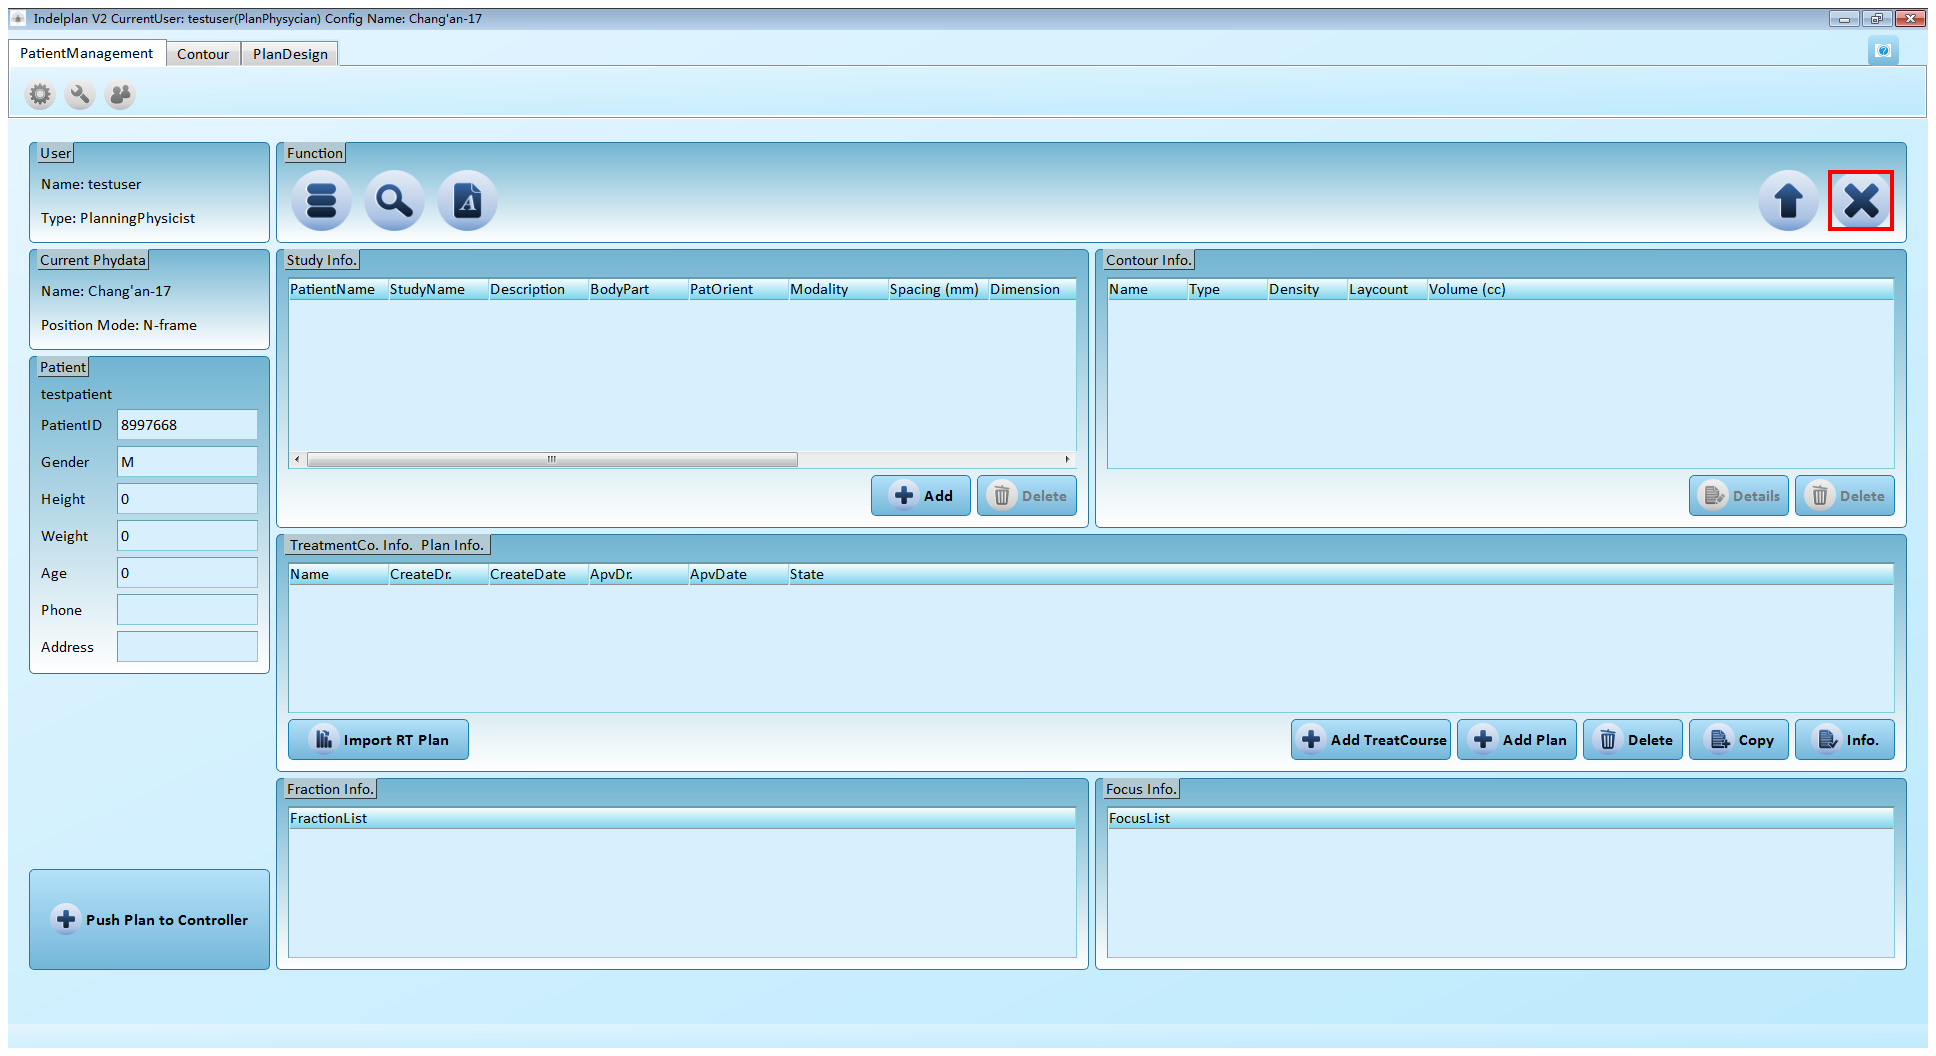 Indelplan V2 CurrentUser: testuser(PlanPhysycian) Config Name: Chang'an-17
PatientManagement Contour PlanDesign
User
Name: testuser
Type: PlanningPhysicist
Function
A
Current Phydata
Name: Chang'an-17
Position Mode: N-frame
Study Info.
PatientName StudyName Description BodyPart PatOrient Modality Spacing (mm) Dimension
Add Delete
Contour Info.
Name Type Density Laycount Volume (cc)
Details Delete
Patient
testpatient
PatientID 8997668
Gender M
Height 0
Weight 0
Age 0
Phone
Address
TreatmentCo. Info. Plan Info.
Name CreateDr. CreateDate ApvDr. ApvDate State
Import RT Plan Add TreatCourse Add Plan Delete Copy Info.
Fraction Info.
FractionList
Focus Info.
FocusList
Push Plan to Controller